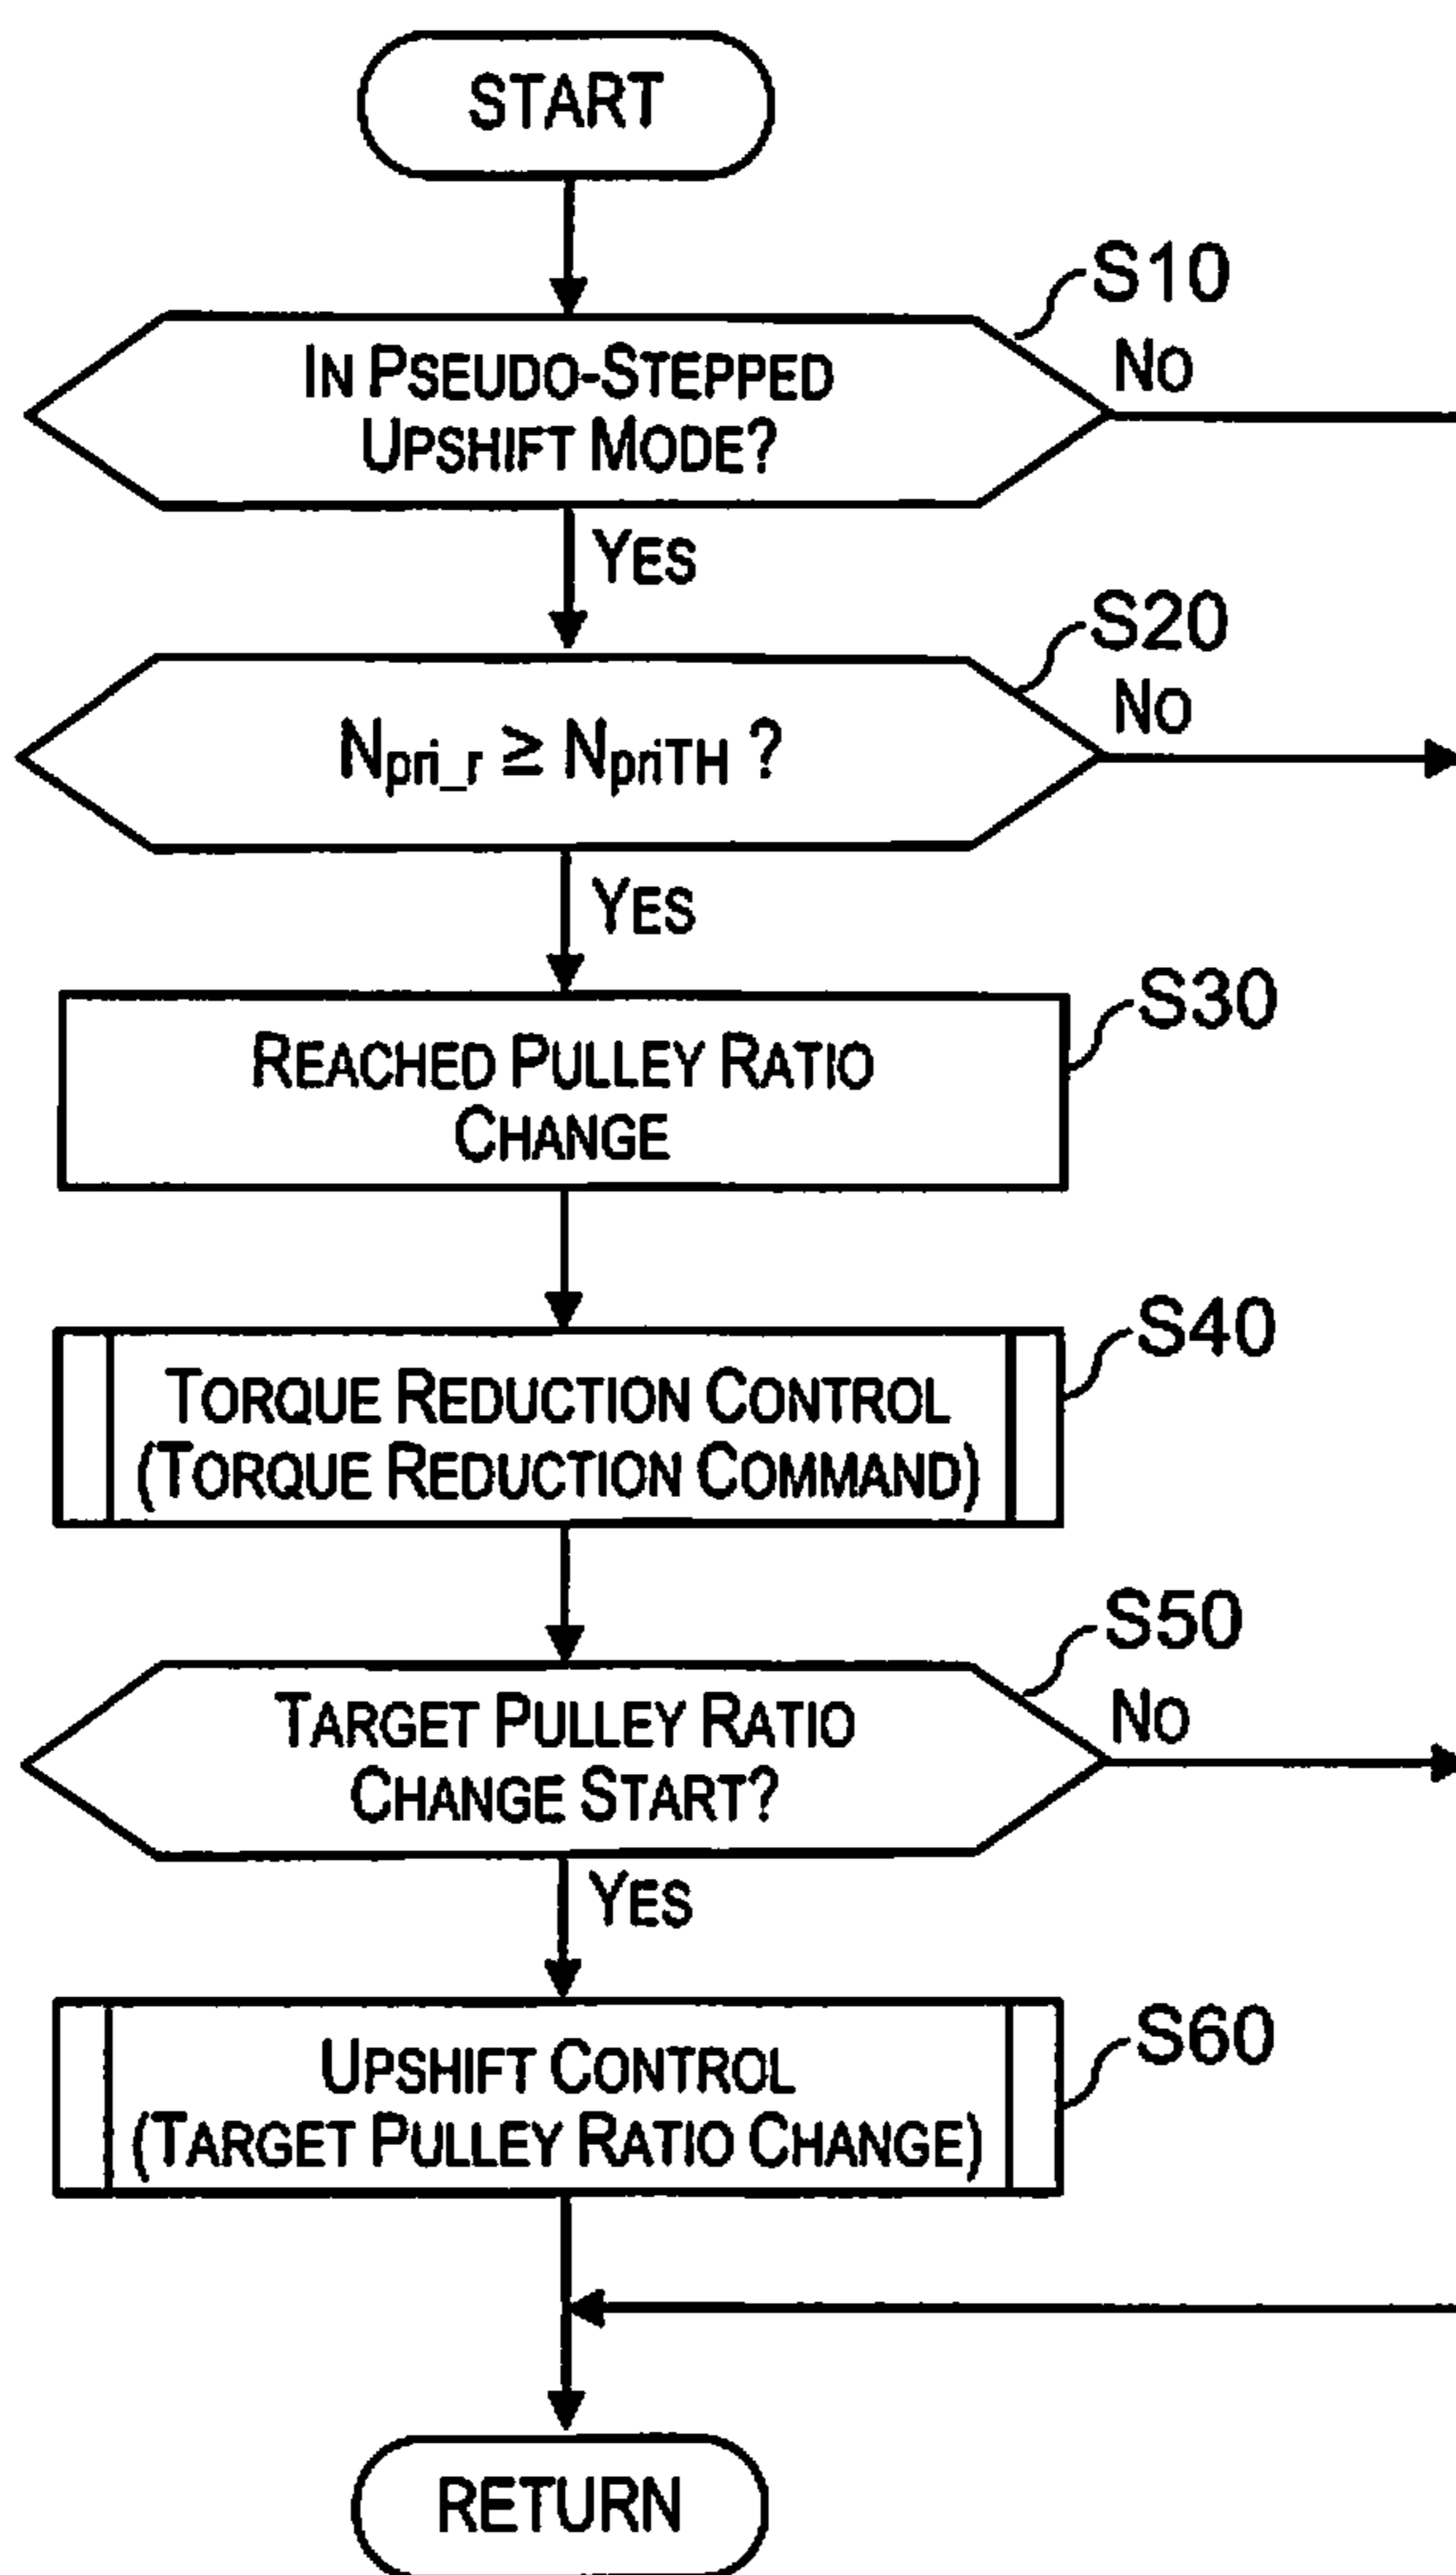 START
S10
IN PSEUDO-STEPPED
UPSHIFT MODE?
NO
YES
S20
Npri_r ≥ NpriTH ?
NO
YES
S30
REACHED PULLEY RATIO
CHANGE
S40
TORQUE REDUCTION CONTROL
(TORQUE REDUCTION COMMAND)
S50
TARGET PULLEY RATIO
CHANGE START?
NO
YES
S60
UPSHIFT CONTROL
(TARGET PULLEY RATIO CHANGE)
RETURN